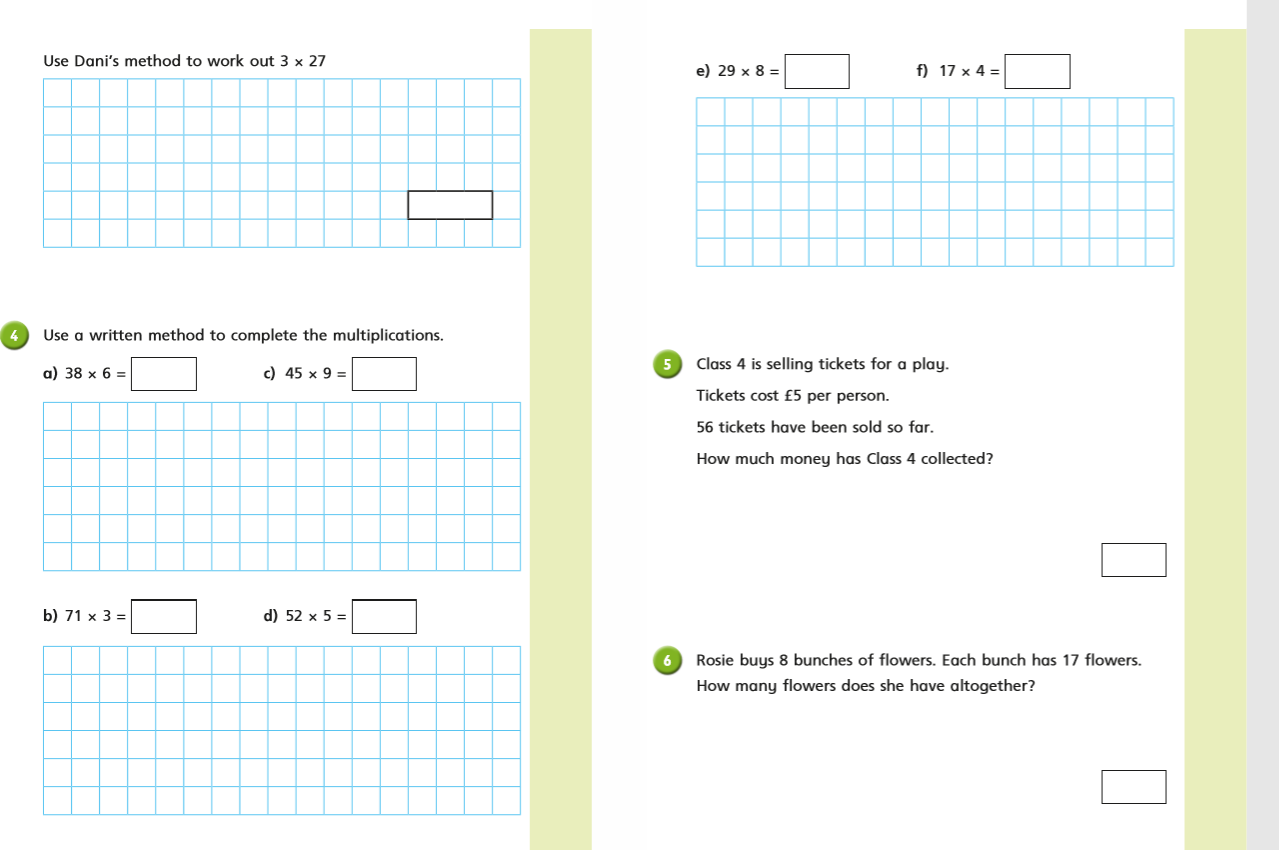 Use Dani's method to work out 3 × 27
4 Use a written method to complete the multiplications.
a) 38 × 6 =
c) 45 × 9 =
b) 71 × 3 =
d) 52 × 5 =
e) 29 × 8 =
f) 17 × 4 =
5 Class 4 is selling tickets for a play.
Tickets cost £5 per person.
56 tickets have been sold so far.
How much money has Class 4 collected?
6 Rosie buys 8 bunches of flowers. Each bunch has 17 flowers.
How many flowers does she have altogether?